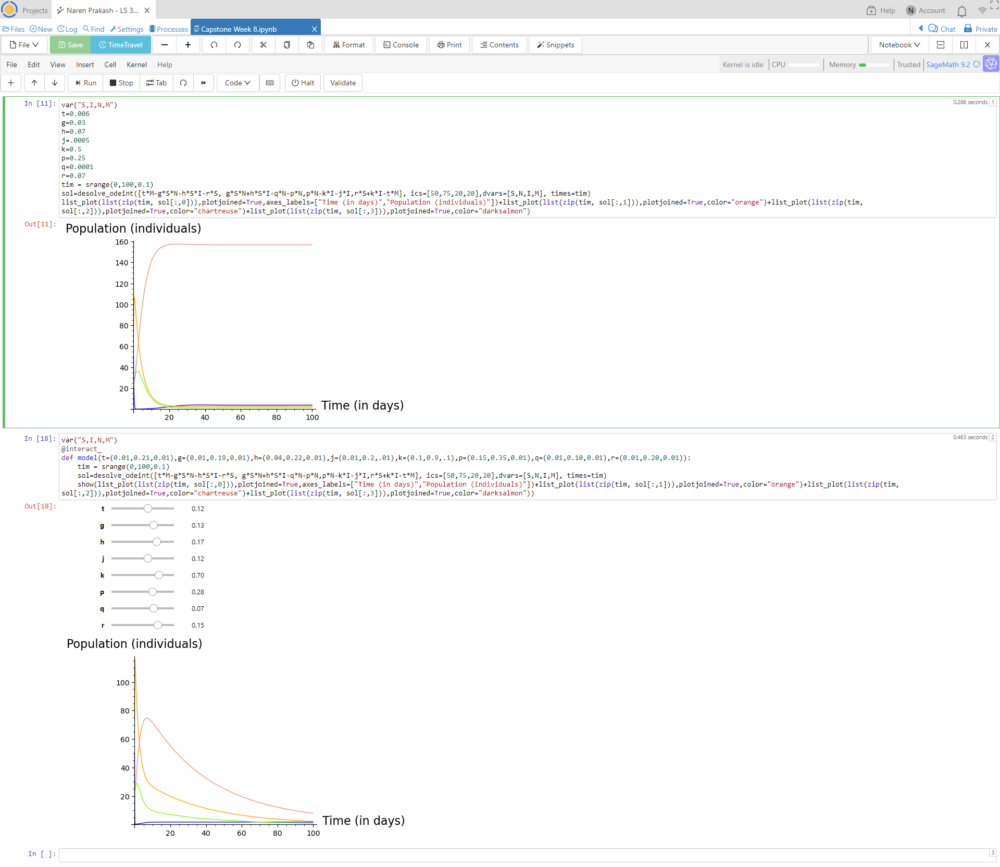 Projects
Naren Prakash - LS 3... X
Help
N Account
Files New Log Find Settings Processes Capstone Week 8.ipynb X
Chat Private
File Save TimeTravel Format Console Print Contents Snippets Notebook X
File Edit View Insert Cell Kernel Help
Kernel is idle CPU Memory Trusted SageMath 9.2
Run Stop Tab Code Halt Validate
In [11]:
0.286 seconds 1
var("S,I,N,M")
t=0.006
g=0.03
h=0.07
j=.0005
k=0.5
p=0.25
q=0.0001
r=0.07
tim = srange(0,100,0.1)
sol=desolve_odeint([t*M-g*S*N-h*S*I-r*S, g*S*N+h*S*I-q*N-p*N,p*N-k*I-j*I,r*S+k*I-t*M], ics=[50,75,20,20],dvars=[S,N,I,M], times=tim)
list_plot(list(zip(tim, sol[:,0])),plotjoined=True,axes_labels=["Time (in days)","Population (individuals)"])+list_plot(list(zip(tim, sol[:,1])),plotjoined=True,color="orange")+list_plot(list(zip(tim,
sol[:,2])),plotjoined=True,color="chartreuse")+list_plot(list(zip(tim, sol[:,3])),plotjoined=True,color="darksalmon")
Out[11]:
Population (individuals)
160
140
120
100
80
60
40
20
Time (in days)
20 40 60 80 100
In [18]:
0.463 seconds 2
var("S,I,N,M")
@interact
def model(t=(0.01,0.21,0.01),g=(0.01,0.19,0.01),h=(0.04,0.22,0.01),j=(0.01,0.2,.01),k=(0.1,0.9,.1),p=(0.15,0.35,0.01),q=(0.01,0.10,0.01),r=(0.01,0.20,0.01)):
tim = srange(0,100,0.1)
sol=desolve_odeint([t*M-g*S*N-h*S*I-r*S, g*S*N+h*S*I-q*N-p*N,p*N-k*I-j*I,r*S+k*I-t*M], ics=[50,75,20,20],dvars=[S,N,I,M], times=tim)
show(list_plot(list(zip(tim, sol[:,0])),plotjoined=True,axes_labels=["Time (in days)","Population (individuals)"])+list_plot(list(zip(tim, sol[:,1])),plotjoined=True,color="orange")+list_plot(list(zip(tim,
sol[:,2])),plotjoined=True,color="chartreuse")+list_plot(list(zip(tim, sol[:,3])),plotjoined=True,color="darksalmon"))
Out[18]:
t 0.12
g 0.13
h 0.17
j 0.12
k 0.70
p 0.28
q 0.07
r 0.15
Population (individuals)
100
80
60
40
20
Time (in days)
20 40 60 80 100
In [ ]:
3